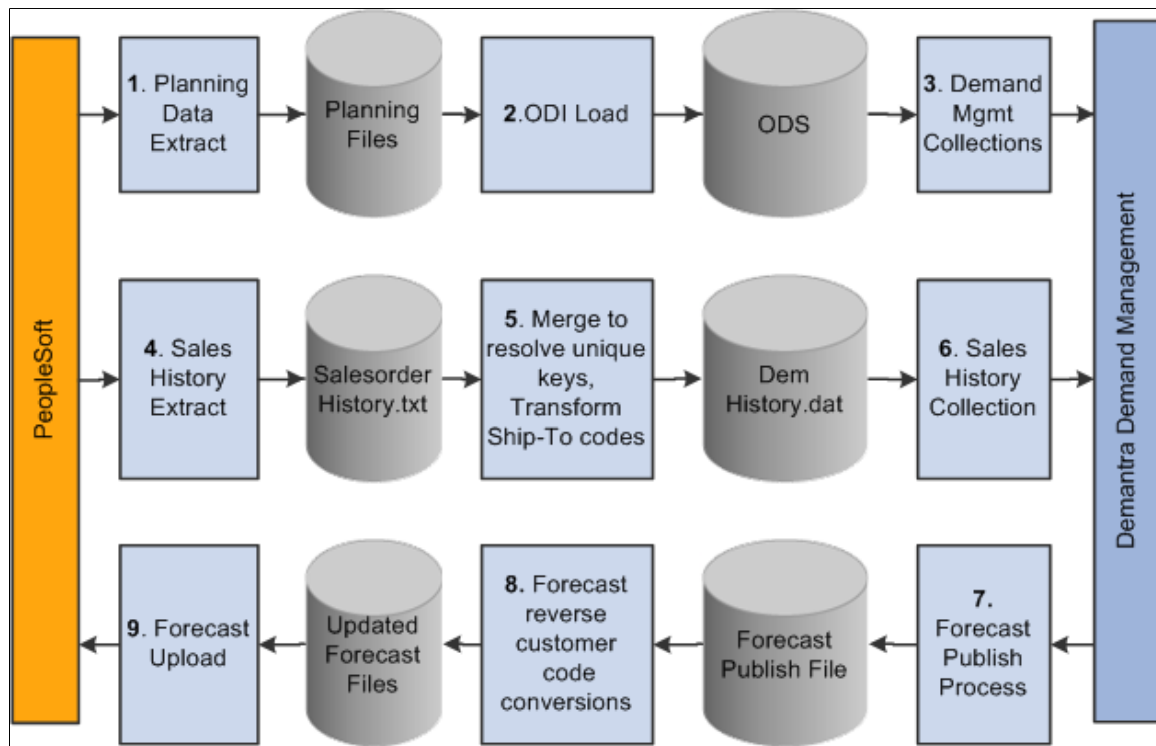 PeopleSoft
1. Planning
Data
Extract
Planning
Files
2.ODI Load
ODS
3. Demand
Mgmt
Collections
4. Sales
History
Extract
Salesorder
History.txt
5. Merge to
resolve unique
keys,
Transform
Ship-To codes
Dem
History.dat
6. Sales
History
Collection
9. Forecast
Upload
Updated
Forecast
Files
8. Forecast
reverse
customer
code
conversions
Forecast
Publish File
7.
Forecast
Publish
Process
Demantra Demand Management